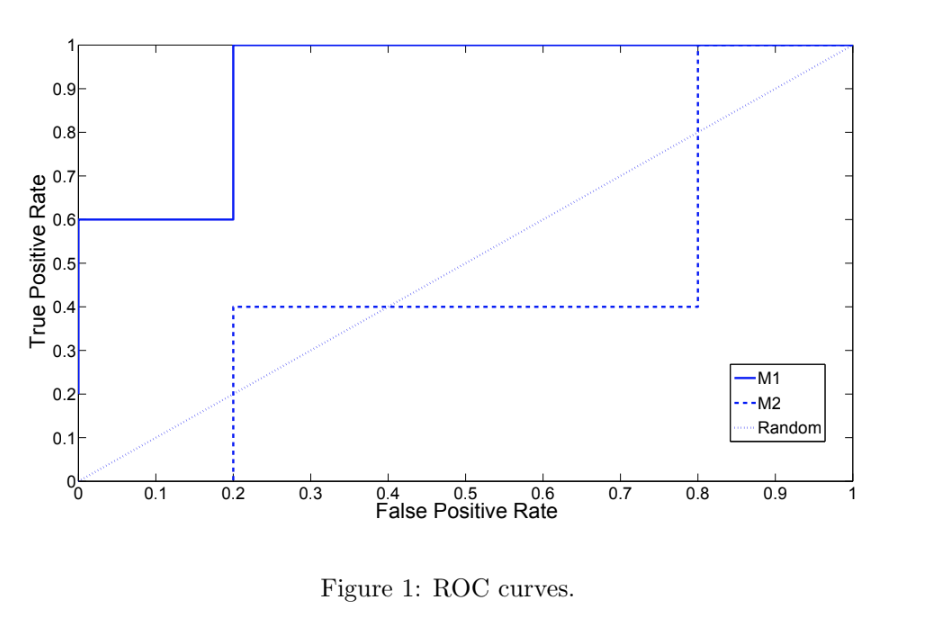 1
0.9
0.8
0.7
0.6
0.5
0.4
0.3
0.2
0.1
0
True Positive Rate
M1
M2
Random
0 0.1 0.2 0.3 0.4 0.5 0.6 0.7 0.8 0.9 1
False Positive Rate
Figure 1: ROC curves.